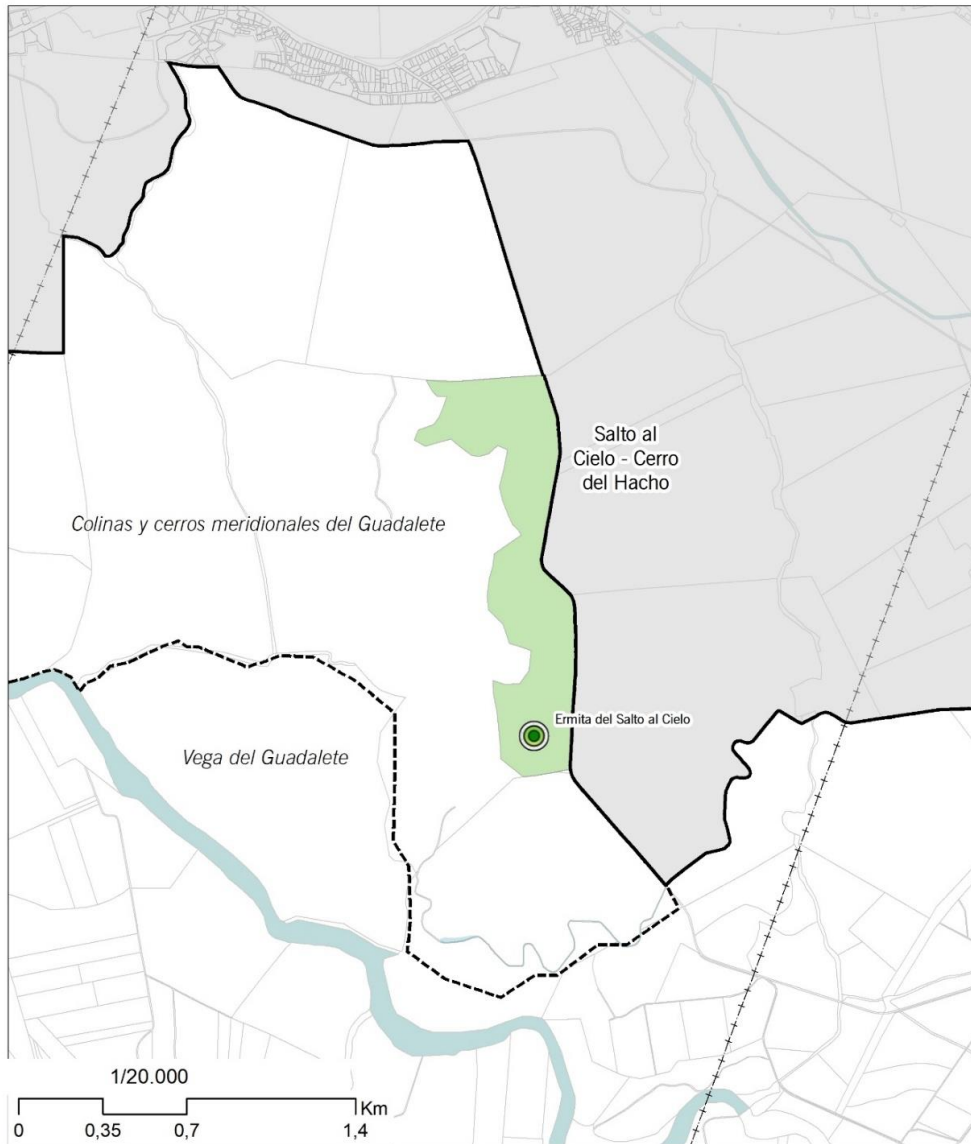 Salto al
Cielo - Cerro
del Hacho
Colinas y cerros meridionales del Guadalete
Ermita del Salto al Cielo
Vega del Guadalete
1/20.000
Km
0 0,35 0,7 1,4